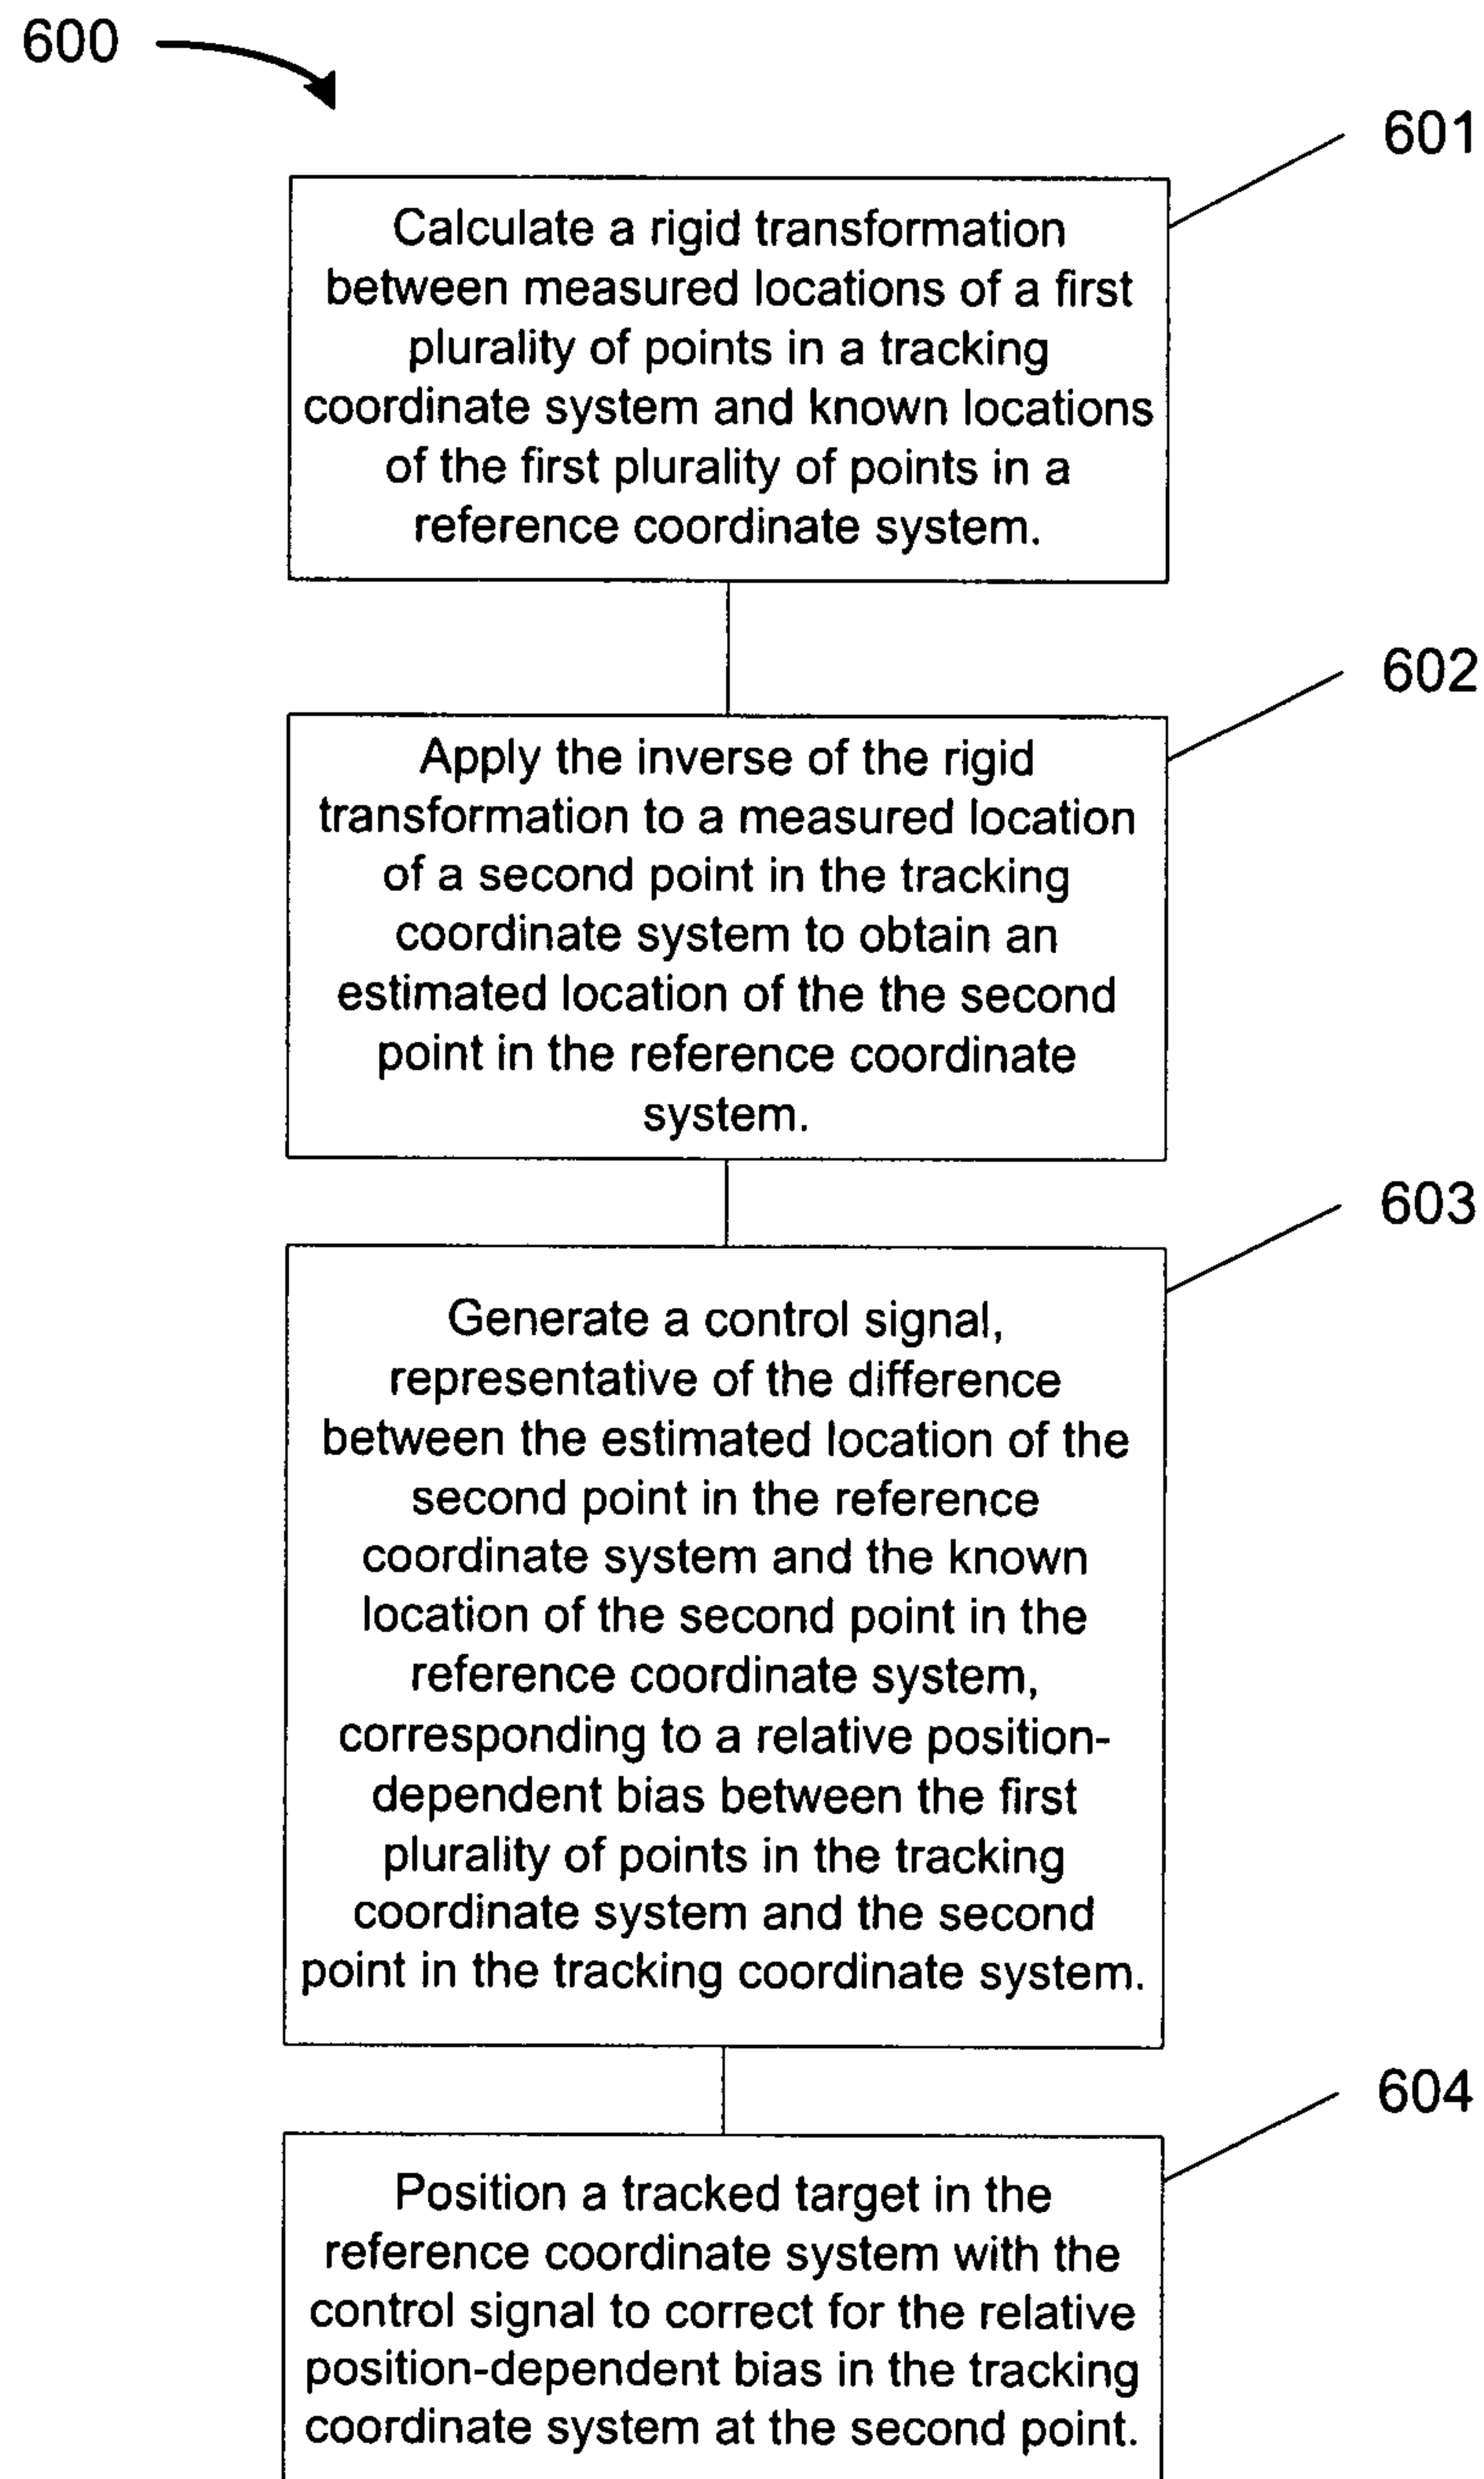 600
601
Calculate a rigid transformation
between measured locations of a first
plurality of points in a tracking
coordinate system and known locations
of the first plurality of points in a
reference coordinate system.
602
Apply the inverse of the rigid
transformation to a measured location
of a second point in the tracking
coordinate system to obtain an
estimated location of the the second
point in the reference coordinate
system.
603
Generate a control signal,
representative of the difference
between the estimated location of the
second point in the reference
coordinate system and the known
location of the second point in the
reference coordinate system,
corresponding to a relative position-
dependent bias between the first
plurality of points in the tracking
coordinate system and the second
point in the tracking coordinate system.
604
Position a tracked target in the
reference coordinate system with the
control signal to correct for the relative
position-dependent bias in the tracking
coordinate system at the second point.